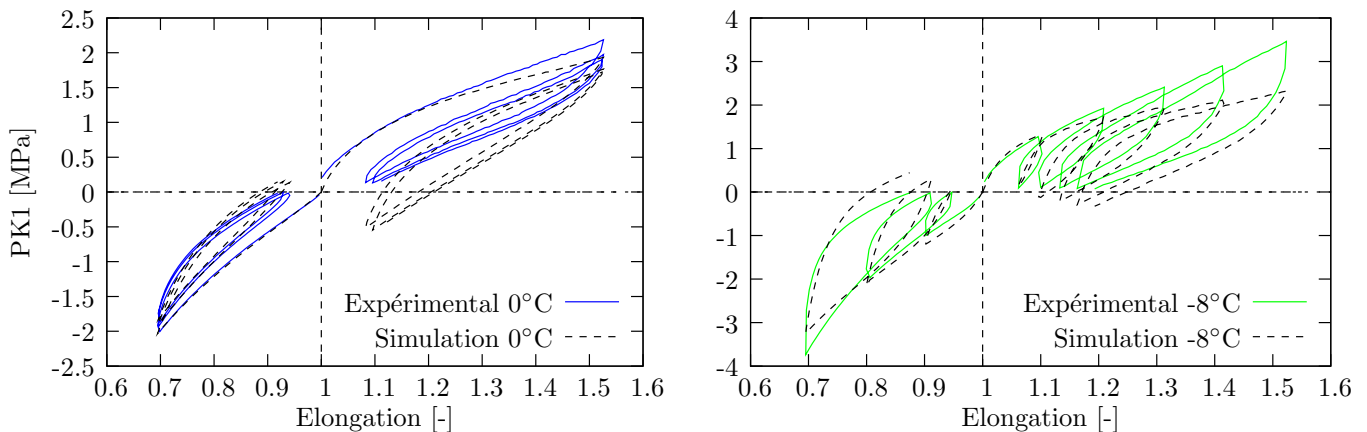 PK1 [MPa]
2.5
2
1.5
1
0.5
0
-0.5
-1
-1.5
-2
-2.5
0.6 0.7 0.8 0.9 1 1.1 1.2 1.3 1.4 1.5 1.6
Elongation [-]
Expérimental 0°C
Simulation 0°C
4
3
2
1
0
-1
-2
-3
-4
0.6 0.7 0.8 0.9 1 1.1 1.2 1.3 1.4 1.5 1.6
Elongation [-]
Expérimental -8°C
Simulation -8°C